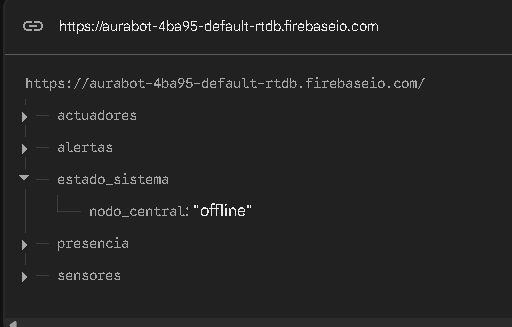 https://aurabot-4ba95-default-rtdb.firebaseio.com
https://aurabot-4ba95-default-rtdb.firebaseio.com/
actuadores
alertas
estado_sistema
nodo_central: "offline"
presencia
sensores